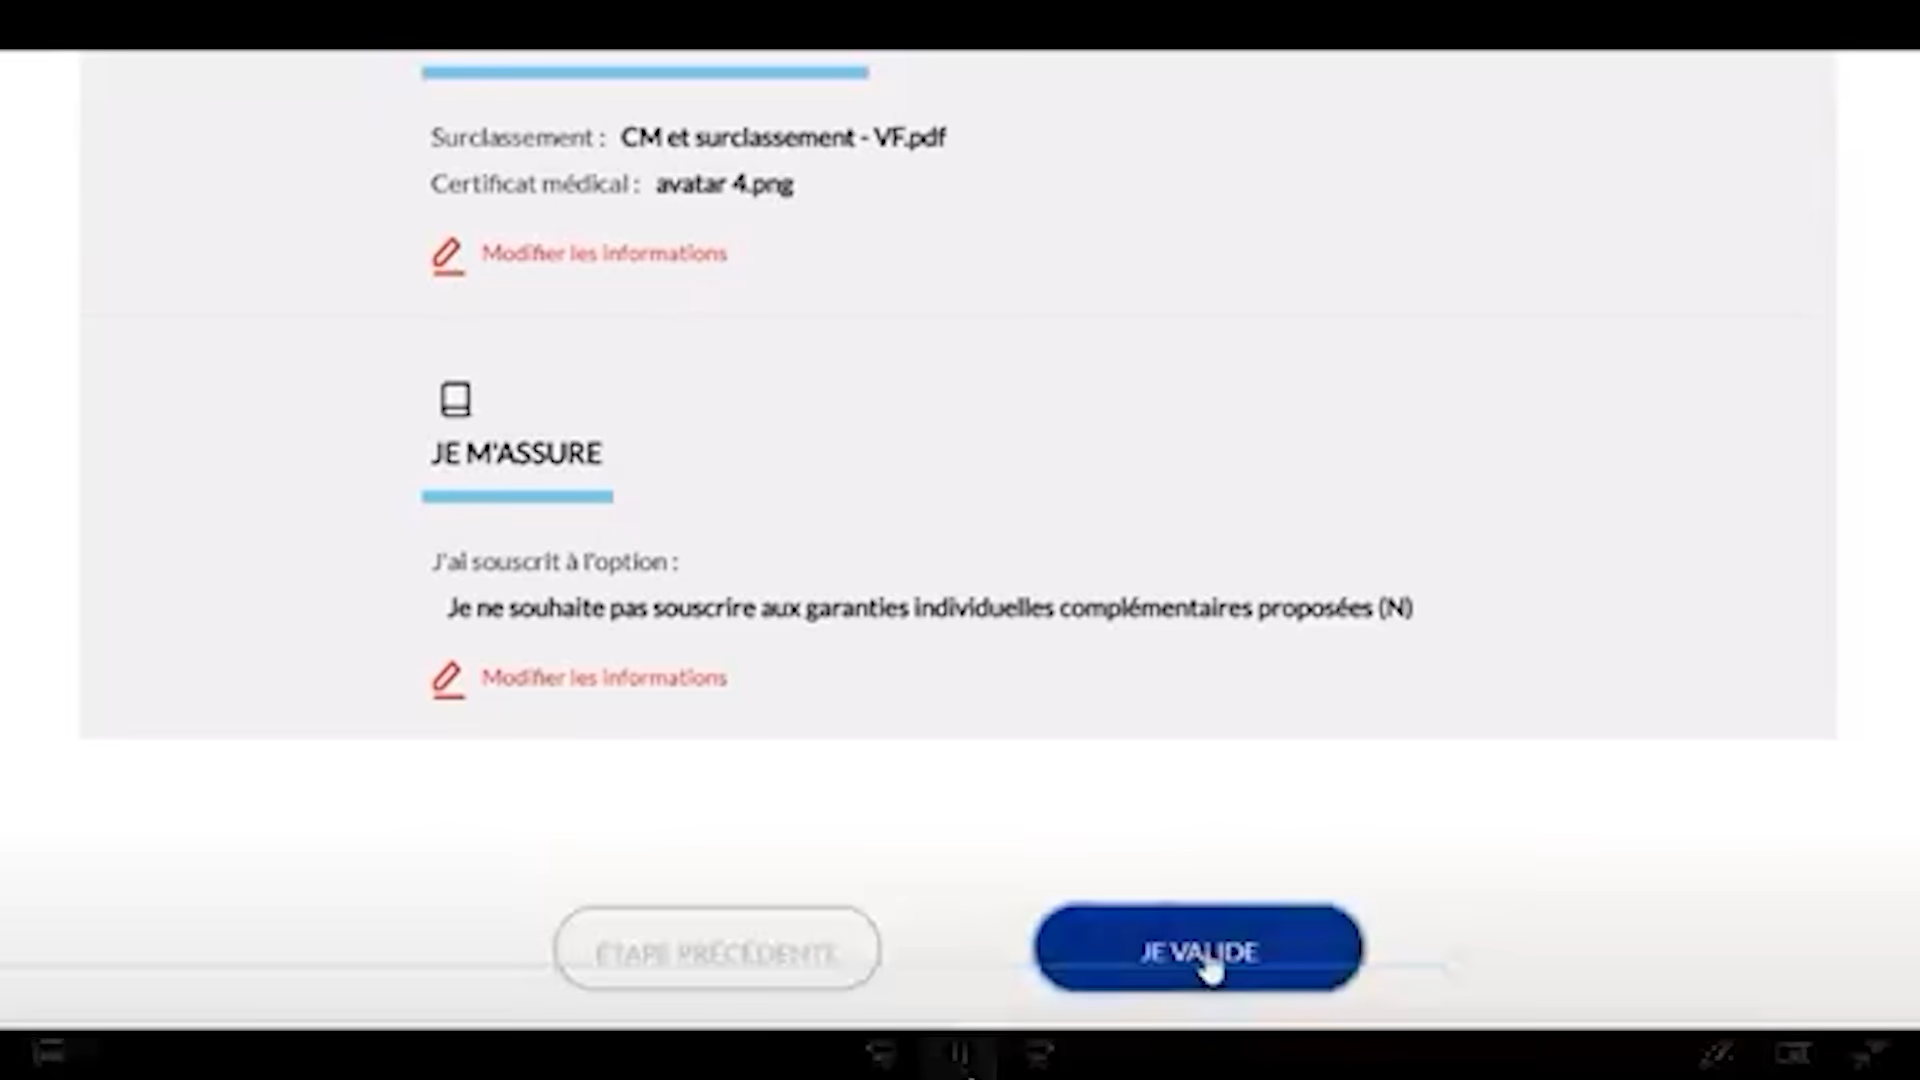 Surclassement : CM et surclassement - VF.pdf
Certificat médical : avatar 4.png
Modifier les informations
JE M'ASSURE
J'ai souscrit à l'option :
Je ne souhaite pas souscrire aux garanties individuelles complémentaires proposées (N)
Modifier les informations
ÉTAPE PRÉCÉDENTE
JE VALIDE